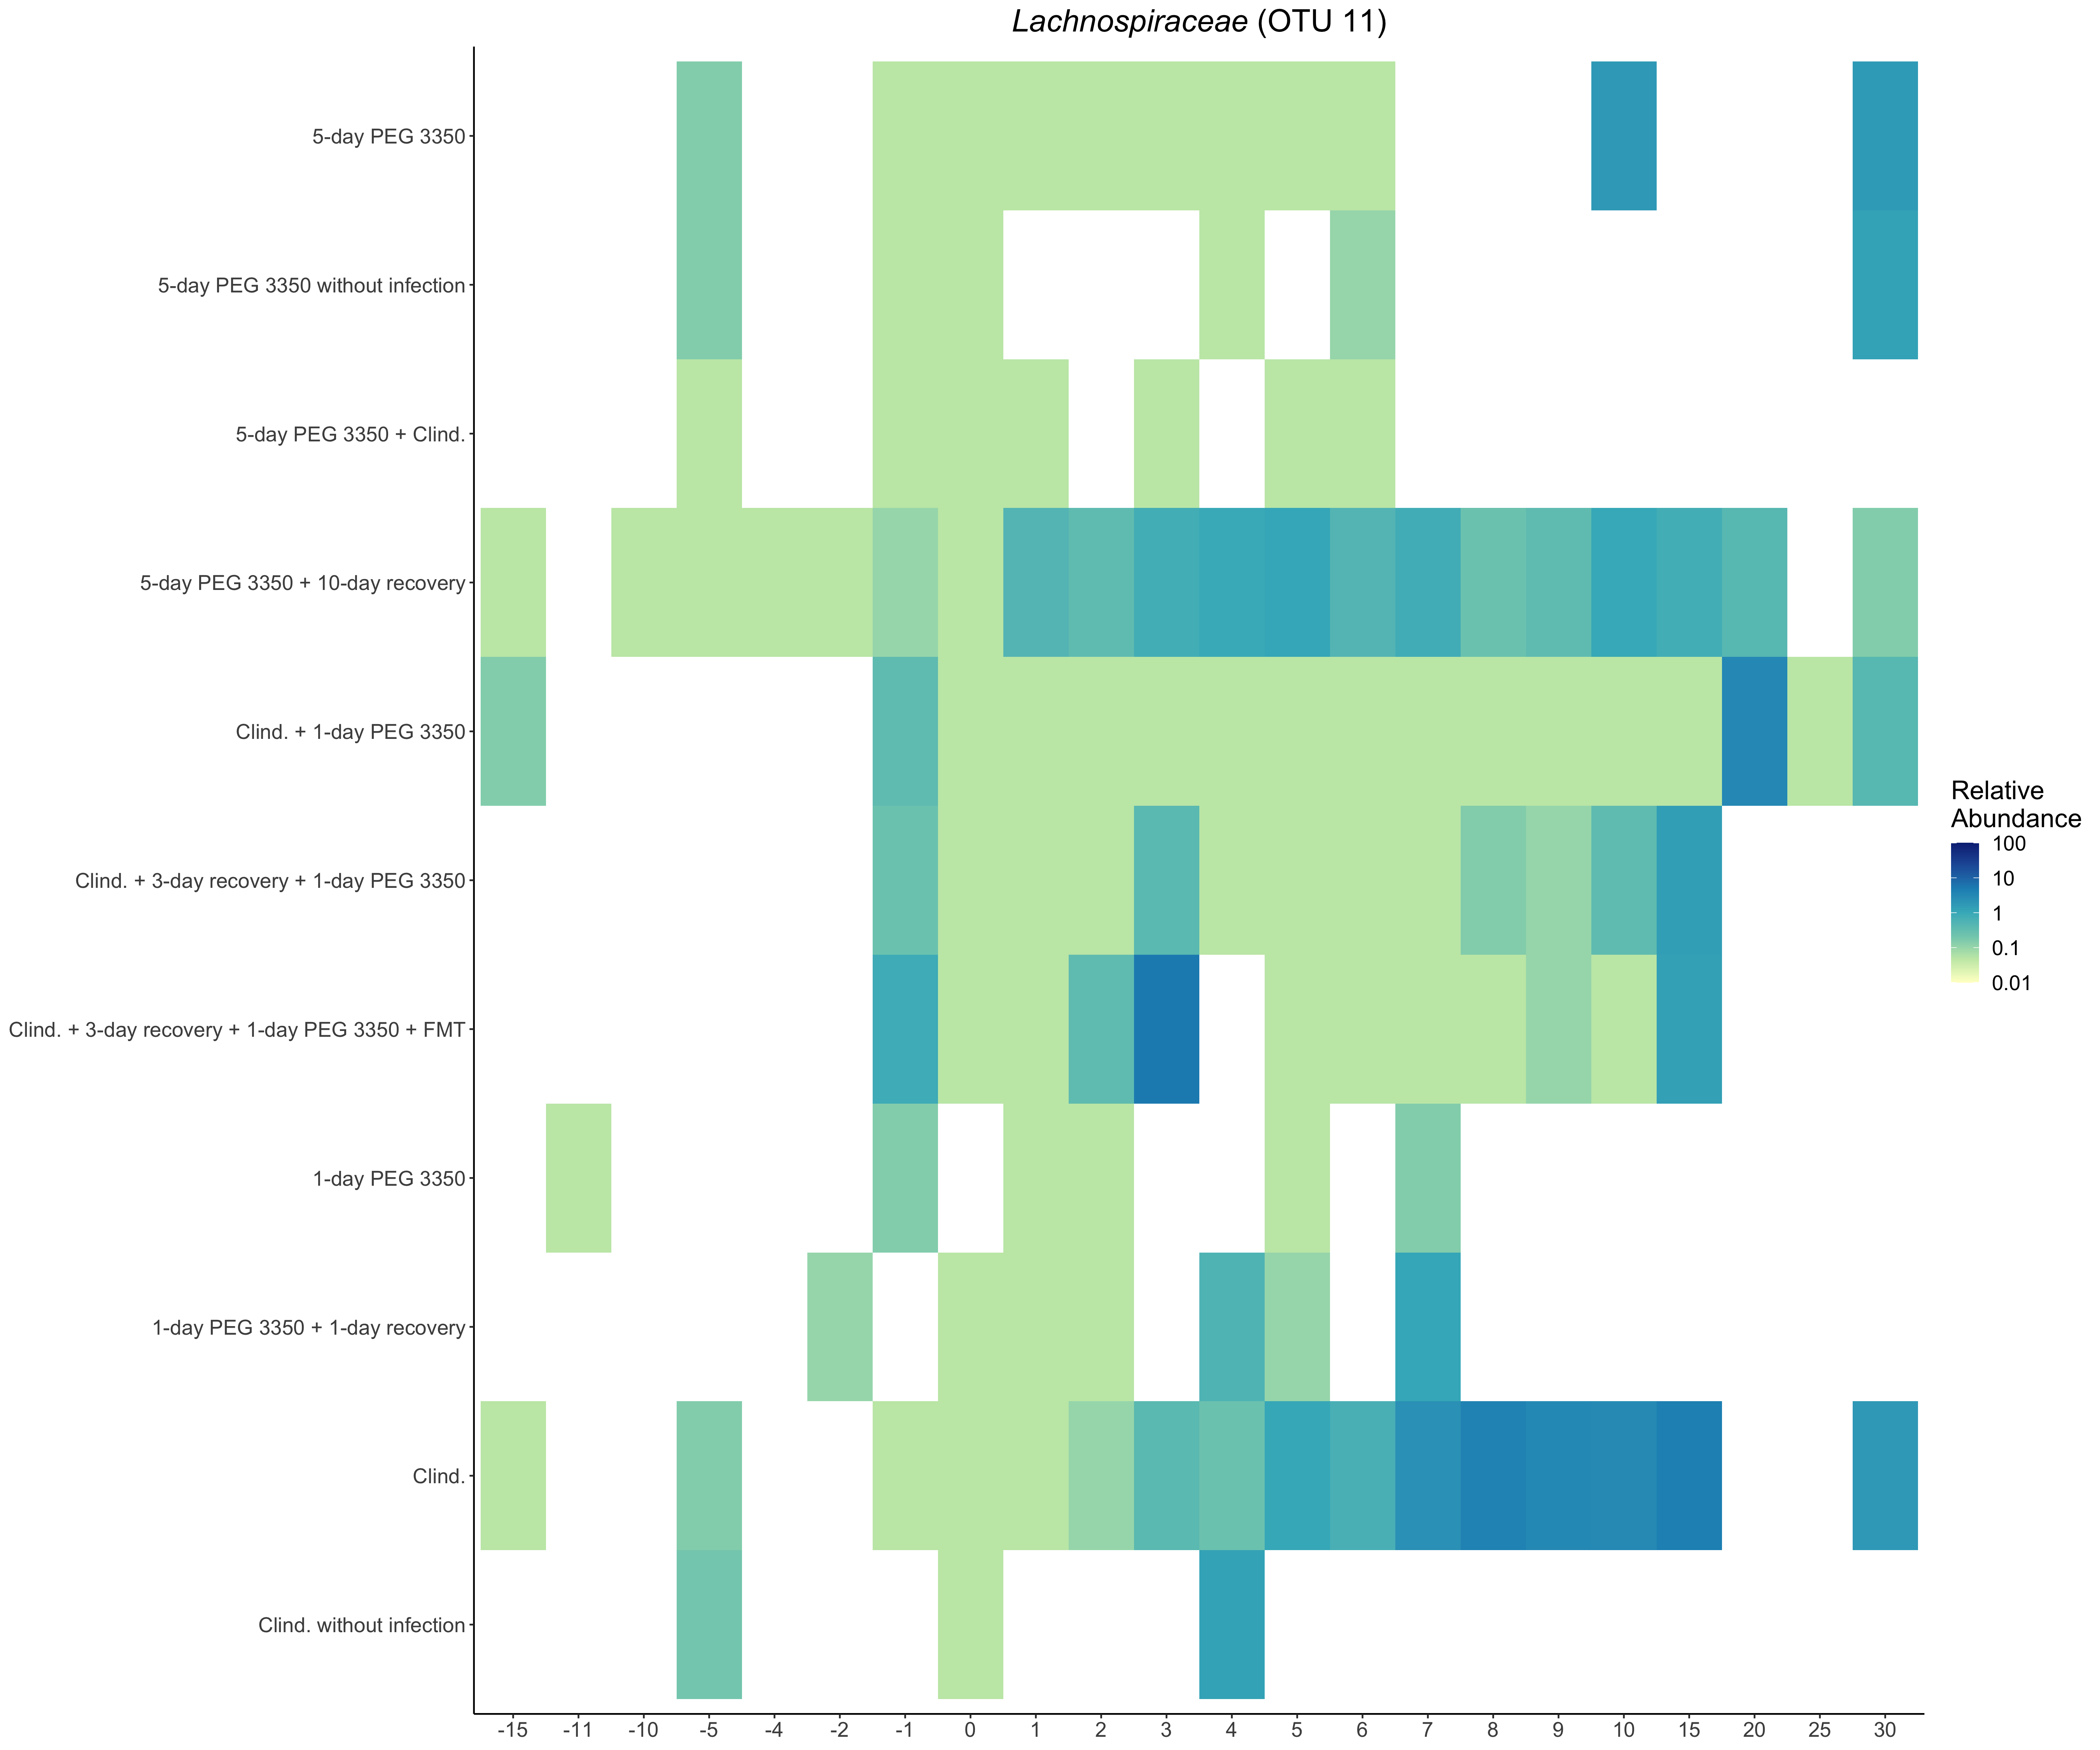 Lachnospiraceae (OTU 11)
5-day PEG 3350
5-day PEG 3350 without infection
5-day PEG 3350 + Clind.
5-day PEG 3350 + 10-day recovery
Clind. + 1-day PEG 3350
Clind. + 3-day recovery + 1-day PEG 3350
Clind. + 3-day recovery + 1-day PEG 3350 + FMT
1-day PEG 3350
1-day PEG 3350 + 1-day recovery
Clind.
Clind. without infection
-15 -11 -10 -5 -4 -2 -1 0 1 2 3 4 5 6 7 8 9 10 15 20 25 30
Relative
Abundance
100
10
1
0.1
0.01